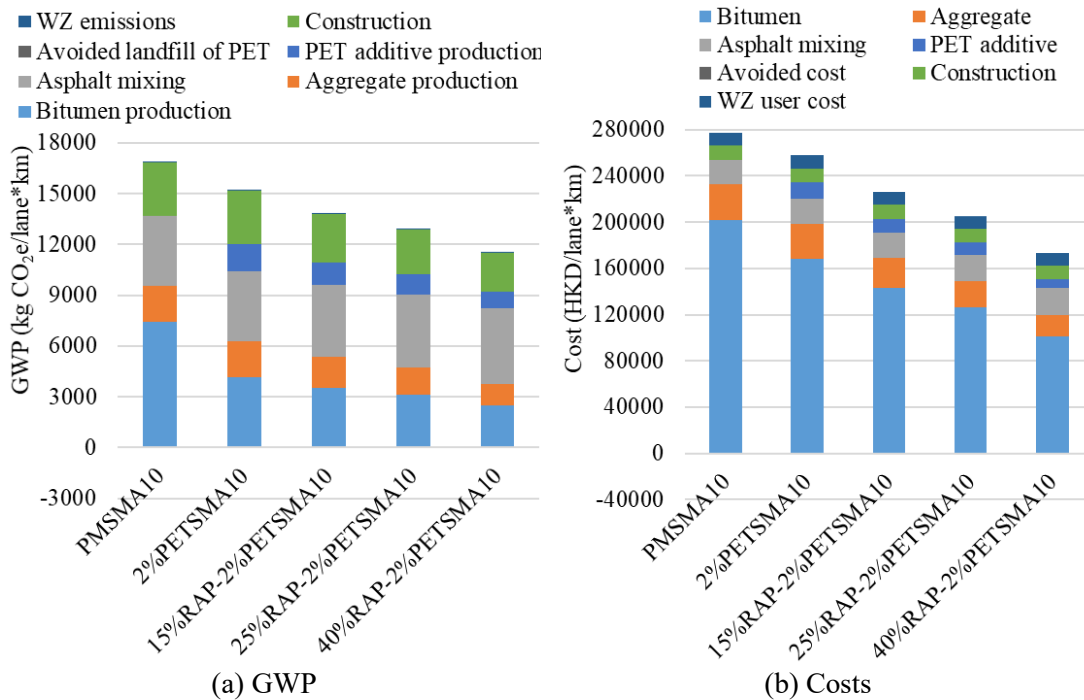 WZ emissions
Construction
Avoided landfill of PET
PET additive production
Asphalt mixing
Aggregate production
Bitumen production
GWP (kg CO₂e/lane*km)
18000
15000
12000
9000
6000
3000
0
-3000
PMSMA10
2%PETSMA10
15%RAP-2%PETSMA10
25%RAP-2%PETSMA10
40%RAP-2%PETSMA10
(a) GWP
Bitumen
Aggregate
Asphalt mixing
PET additive
Avoided cost
Construction
WZ user cost
Cost (HKD/lane*km)
280000
240000
200000
160000
120000
80000
40000
0
-40000
PMSMA10
2%PETSMA10
15%RAP-2%PETSMA10
25%RAP-2%PETSMA10
40%RAP-2%PETSMA10
(b) Costs